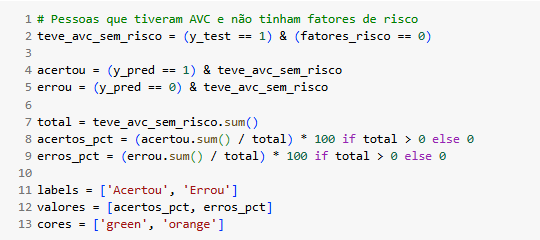 1 # Pessoas que tiveram AVC e não tinham fatores de risco
2 teve_avc_sem_risco = (y_test == 1) & (fatores_risco == 0)
3
4 acertou = (y_pred == 1) & teve_avc_sem_risco
5 errou = (y_pred == 0) & teve_avc_sem_risco
6
7 total = teve_avc_sem_risco.sum()
8 acertos_pct = (acertou.sum() / total) * 100 if total > 0 else 0
9 erros_pct = (errou.sum() / total) * 100 if total > 0 else 0
10
11 labels = ['Acertou', 'Errou']
12 valores = [acertos_pct, erros_pct]
13 cores = ['green', 'orange']